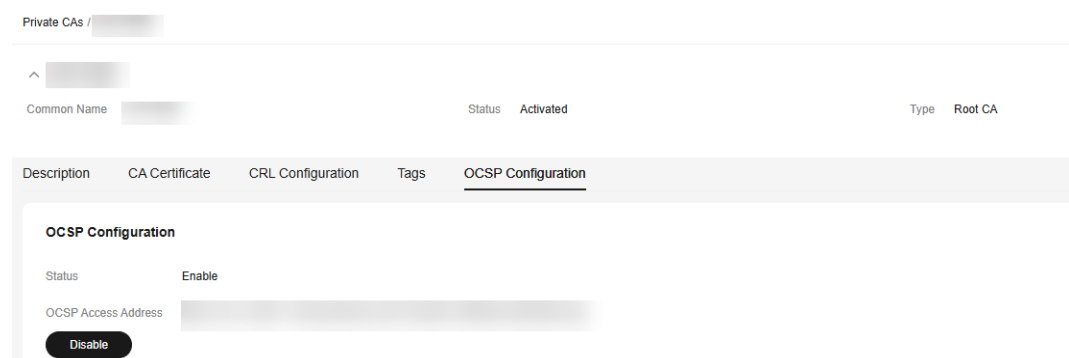 Private CAs /
Common Name Status Activated Type Root CA
Description CA Certificate CRL Configuration Tags OCSP Configuration
OCSP Configuration
Status Enable
OCSP Access Address
Disable